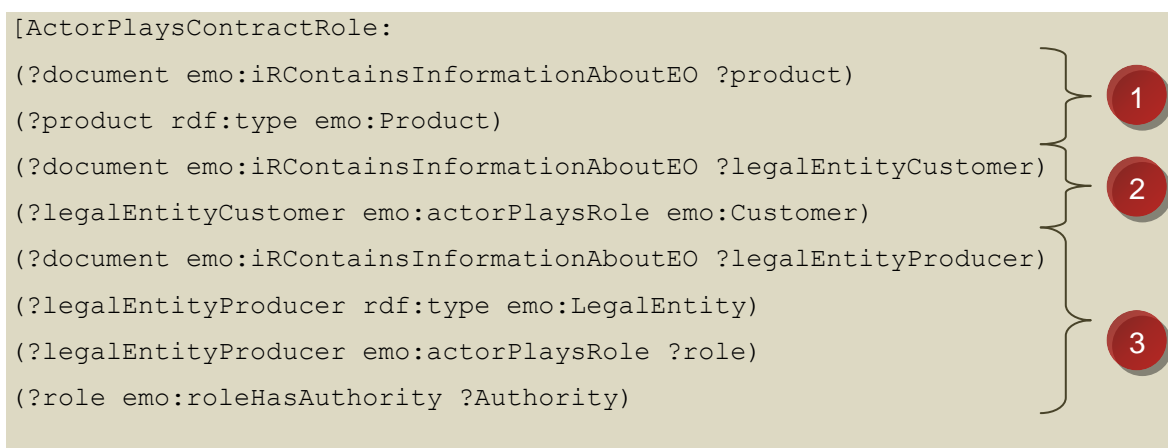 [ActorPlaysContractRole:
(?document emo:iRContainsInformationAboutEO ?product)
1
(?product rdf:type emo:Product)
(?document emo:iRContainsInformationAboutEO ?legalEntityCustomer)
2
(?legalEntityCustomer emo:actorPlaysRole emo:Customer)
(?document emo:iRContainsInformationAboutEO ?legalEntityProducer)
(?legalEntityProducer rdf:type emo:LegalEntity)
(?legalEntityProducer emo:actorPlaysRole ?role)
3
(?role emo:roleHasAuthority ?Authority)